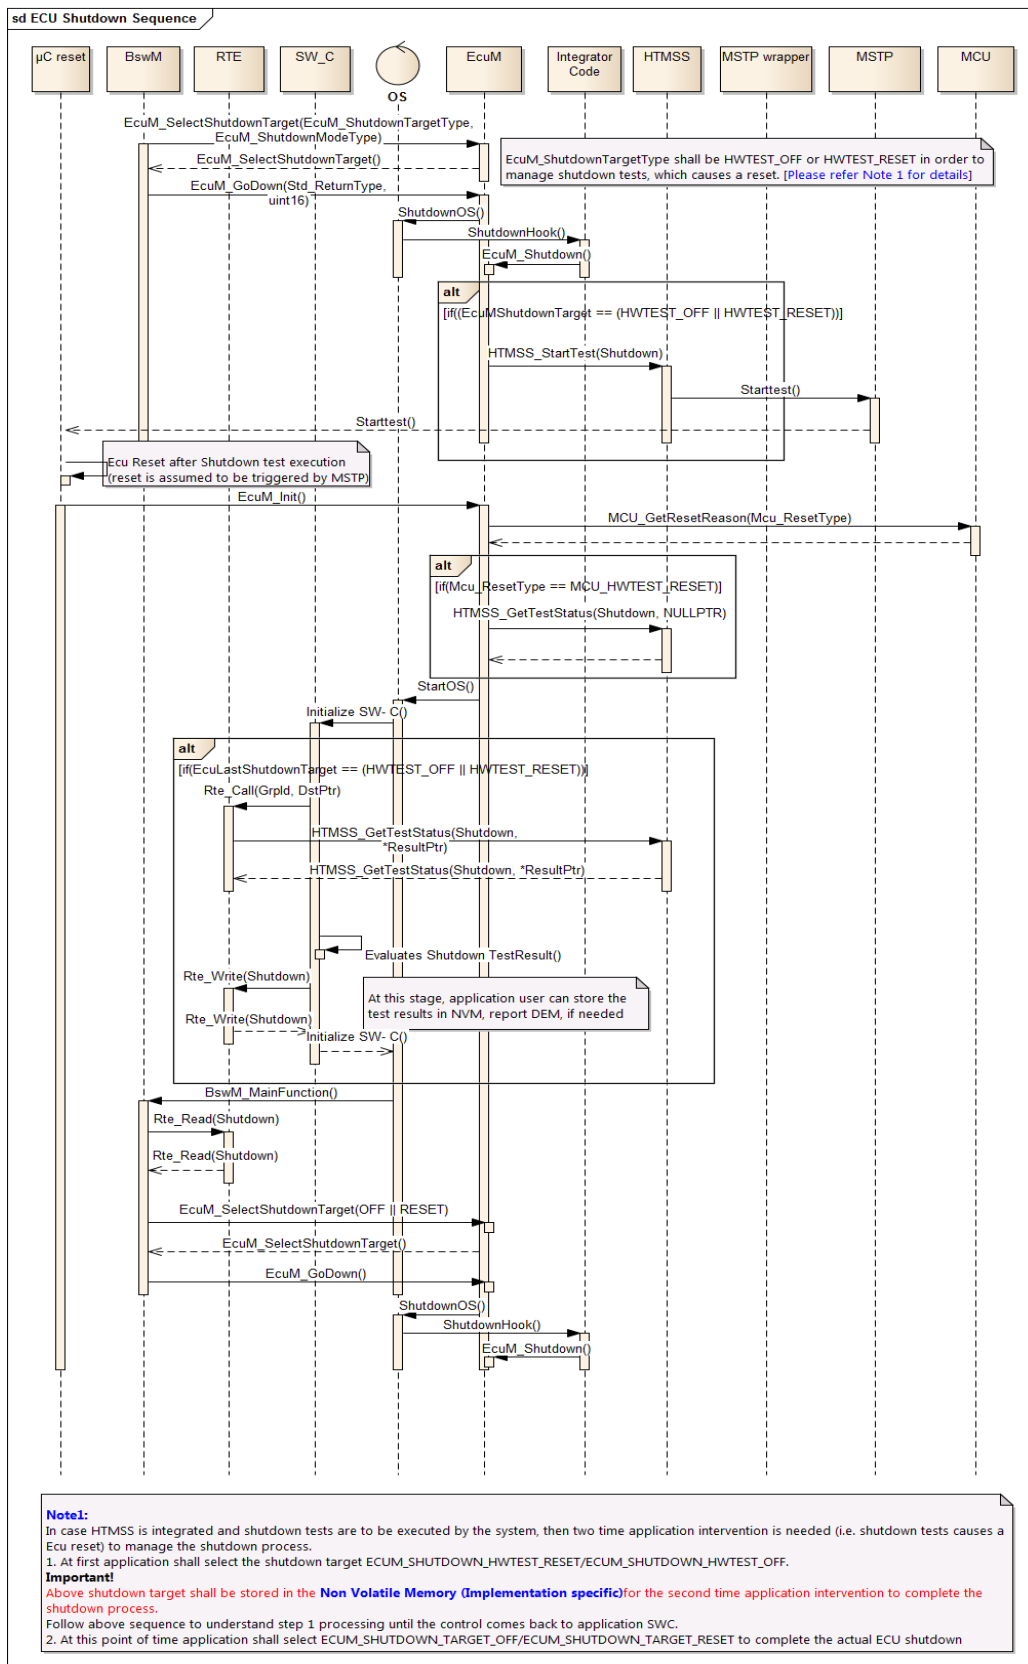 sd ECU Shutdown Sequence
µC reset
BswM
RTE
SW_C
OS
EcuM
Integrator
Code
HTMSS
MSTP wrapper
MSTP
MCU
EcuM_SelectShutdownTarget(EcuM_ShutdownTargetType,
EcuM_ShutdownModeType)
EcuM_SelectShutdownTarget()
EcuM_ShutdownTargetType shall be HWTEST_OFF or HWTEST_RESET in order to
manage shutdown tests, which causes a reset. [Please refer Note 1 for details]
EcuM_GoDown(Std_ReturnType,
uint16)
ShutdownOS()
ShutdownHook()
EcuM_Shutdown()
alt
[if((EcuMShutdownTarget == (HWTEST_OFF || HWTEST_RESET))]
HTMSS_StartTest(Shutdown)
Starttest()
Starttest()
Ecu Reset after Shutdown test execution
(reset is assumed to be triggered by MSTP)
EcuM_Init()
MCU_GetResetReason(Mcu_ResetType)
alt
[if(Mcu_ResetType == MCU_HWTEST_RESET)]
HTMSS_GetTestStatus(Shutdown, NULLPTR)
StartOS()
Initialize SW- C()
alt
[if(EcuLastShutdownTarget == (HWTEST_OFF || HWTEST_RESET))]
Rte_Call(GrpId, DstPtr)
HTMSS_GetTestStatus(Shutdown,
*ResultPtr)
HTMSS_GetTestStatus(Shutdown, *ResultPtr)
Evaluates Shutdown TestResult()
Rte_Write(Shutdown)
At this stage, application user can store the
test results in NVM, report DEM, if needed
Rte_Write(Shutdown)
Initialize SW- C()
BswM_MainFunction()
Rte_Read(Shutdown)
Rte_Read(Shutdown)
EcuM_SelectShutdownTarget(OFF || RESET)
EcuM_SelectShutdownTarget()
EcuM_GoDown()
ShutdownOS()
ShutdownHook()
EcuM_Shutdown()
Note1:
In case HTMSS is integrated and shutdown tests are to be executed by the system, then two time application intervention is needed (i.e. shutdown tests causes a
Ecu reset) to manage the shutdown process.
1. At first application shall select the shutdown target ECUM_SHUTDOWN_HWTEST_RESET/ECUM_SHUTDOWN_HWTEST_OFF.
Important!
Above shutdown target shall be stored in the Non Volatile Memory (Implementation specific)for the second time application intervention to complete the
shutdown process.
Follow above sequence to understand step 1 processing until the control comes back to application SWC.
2. At this point of time application shall select ECUM_SHUTDOWN_TARGET_OFF/ECUM_SHUTDOWN_TARGET_RESET to complete the actual ECU shutdown